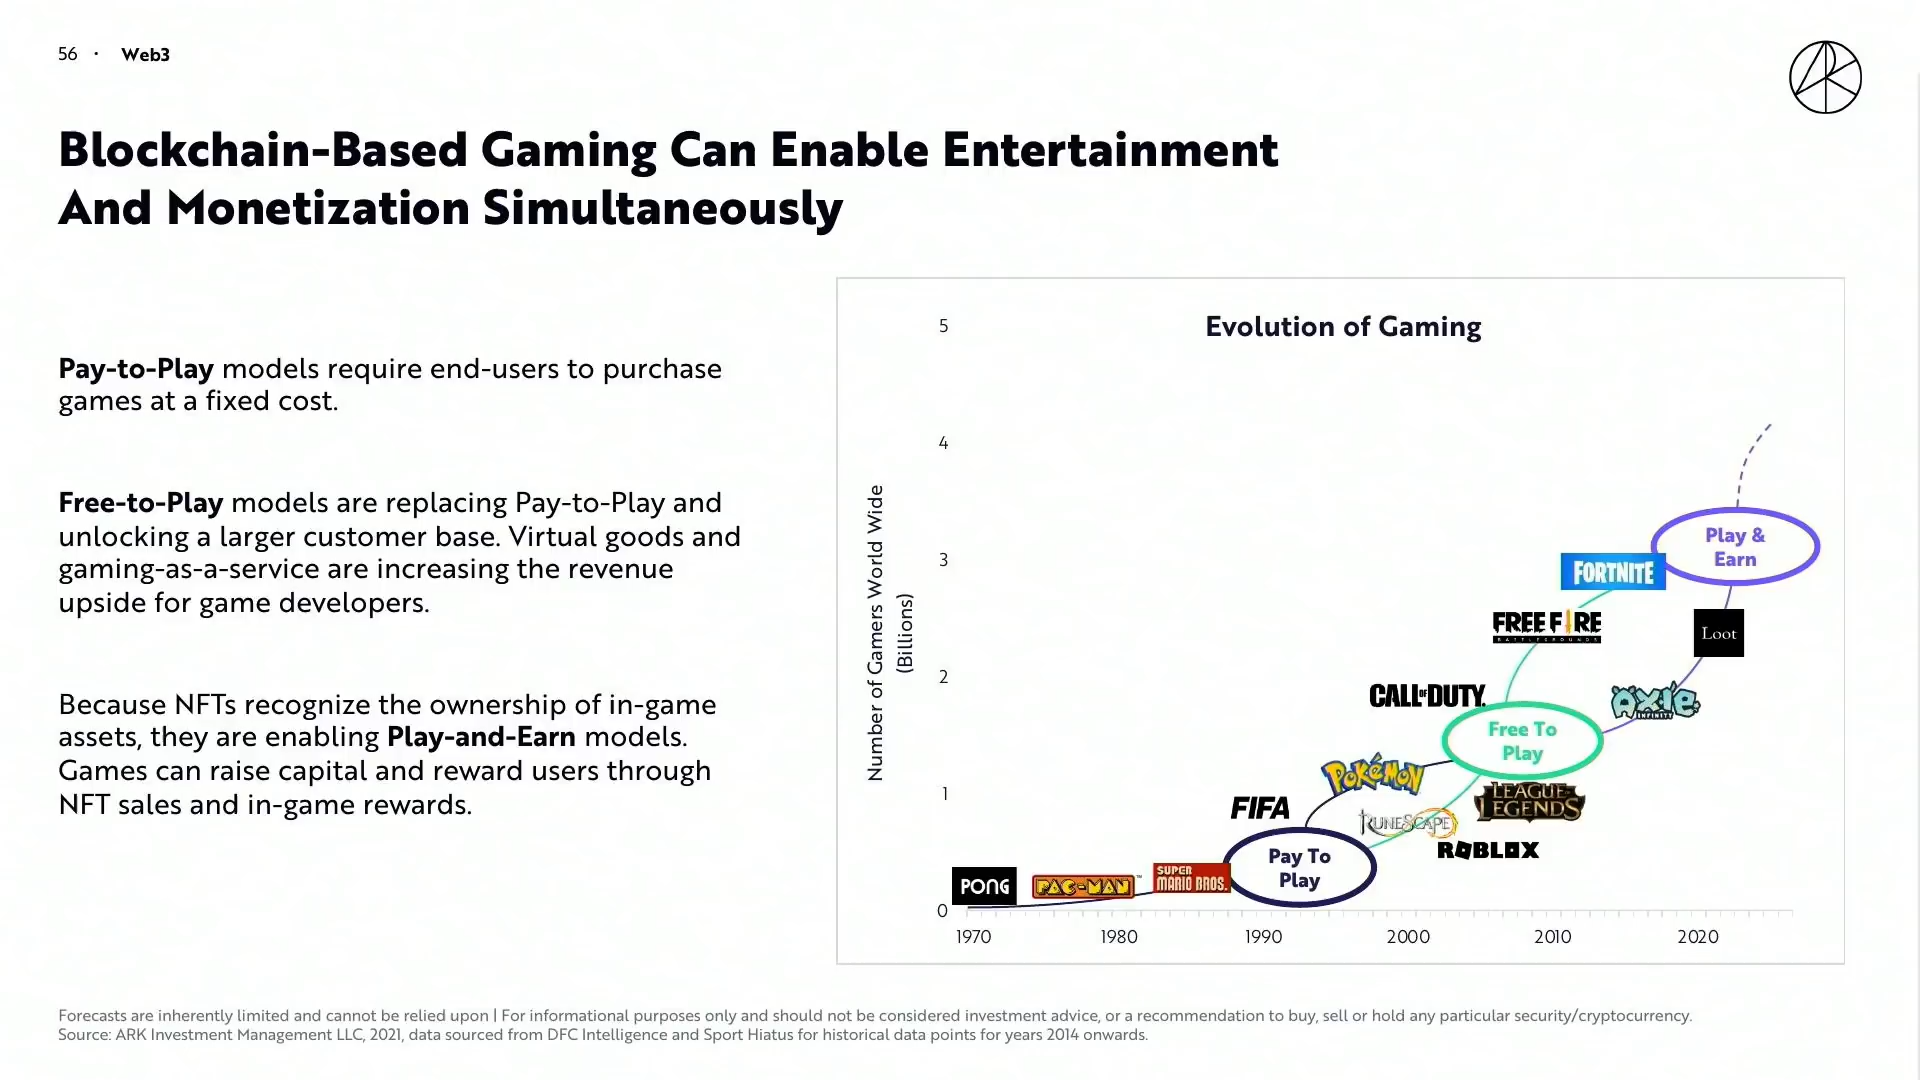 56 · Web3
Blockchain-Based Gaming Can Enable Entertainment
And Monetization Simultaneously
Pay-to-Play models require end-users to purchase
games at a fixed cost.
Free-to-Play models are replacing Pay-to-Play and
unlocking a larger customer base. Virtual goods and
gaming-as-a-service are increasing the revenue
upside for game developers.
Because NFTs recognize the ownership of in-game
assets, they are enabling Play-and-Earn models.
Games can raise capital and reward users through
NFT sales and in-game rewards.
Evolution of Gaming
Number of Gamers World Wide
(Billions)
5
4
3
2
1
0
Play &
Earn
FORTNITE
FREE FIRE
BATTLEGROUNDS
Loot
CALL OF DUTY.
AXIE
INFINITY
Free To
Play
POKéMON
LEAGUE OF
LEGENDS
FIFA
RUNESCAPE
ROBLOX
Pay To
Play
PONG
PAC-MAN™
SUPER
MARIO BROS.
1970
1980
1990
2000
2010
2020
Forecasts are inherently limited and cannot be relied upon | For informational purposes only and should not be considered investment advice, or a recommendation to buy, sell or hold any particular security/cryptocurrency.
Source: ARK Investment Management LLC, 2021, data sourced from DFC Intelligence and Sport Hiatus for historical data points for years 2014 onwards.